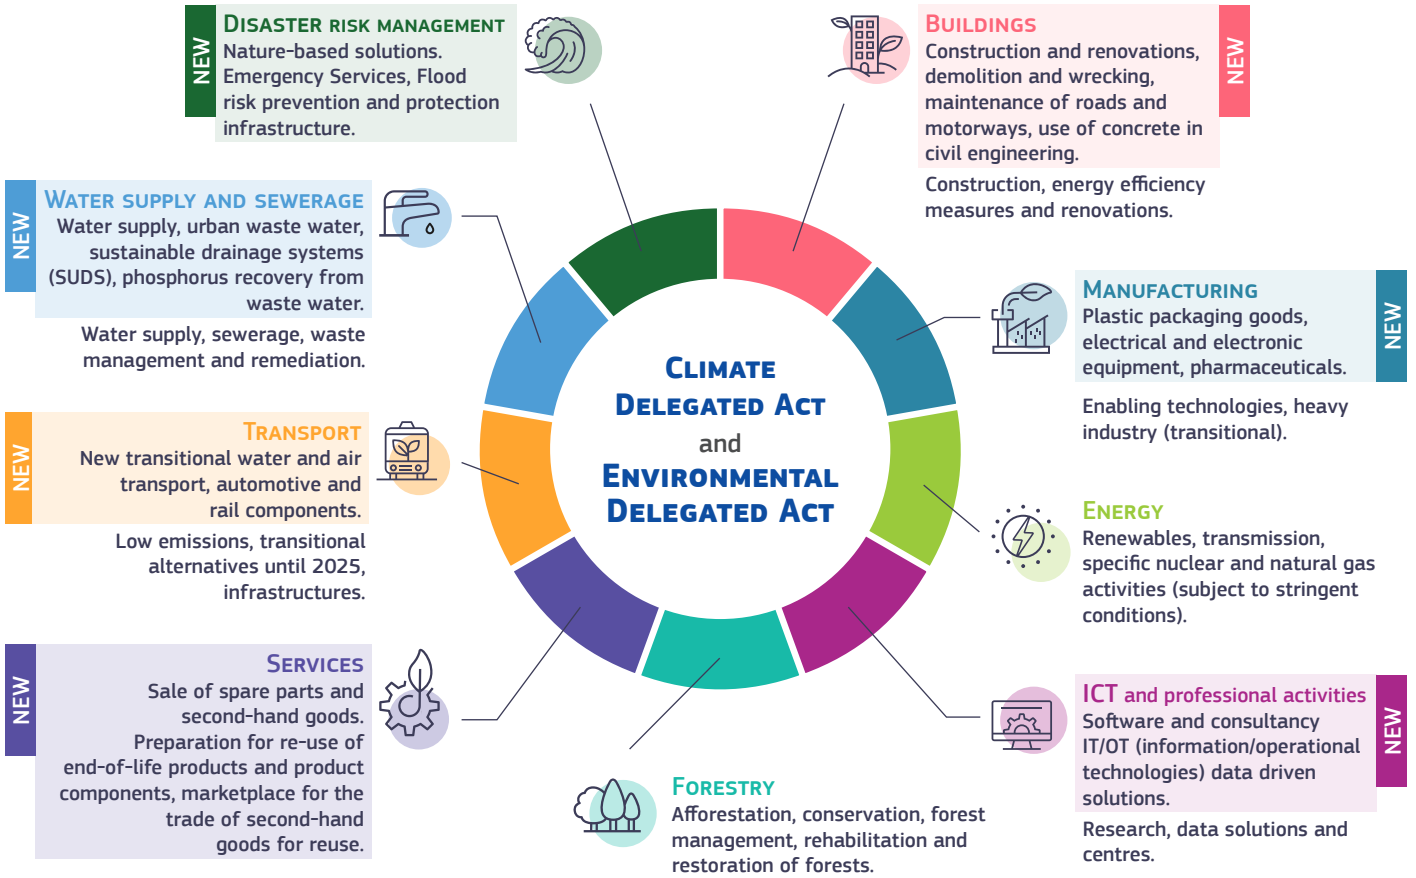 NEW
DISASTER RISK MANAGEMENT
Nature-based solutions.
Emergency Services, Flood
risk prevention and protection
infrastructure.
BUILDINGS
Construction and renovations,
demolition and wrecking,
maintenance of roads and
motorways, use of concrete in
civil engineering.
NEW
Construction, energy efficiency
measures and renovations.
NEW
WATER SUPPLY AND SEWERAGE
Water supply, urban waste water,
sustainable drainage systems
(SUDS), phosphorus recovery from
waste water.
Water supply, sewerage, waste
management and remediation.
MANUFACTURING
Plastic packaging goods,
electrical and electronic
equipment, pharmaceuticals.
NEW
Enabling technologies, heavy
industry (transitional).
CLIMATE
DELEGATED ACT
and
ENVIRONMENTAL
DELEGATED ACT
NEW
TRANSPORT
New transitional water and air
transport, automotive and
rail components.
Low emissions, transitional
alternatives until 2025,
infrastructures.
ENERGY
Renewables, transmission,
specific nuclear and natural gas
activities (subject to stringent
conditions).
NEW
SERVICES
Sale of spare parts and
second-hand goods.
Preparation for re-use of
end-of-life products and product
components, marketplace for the
trade of second-hand
goods for reuse.
ICT and professional activities
Software and consultancy
IT/OT (information/operational
technologies) data driven
solutions.
NEW
Research, data solutions and
centres.
FORESTRY
Afforestation, conservation, forest
management, rehabilitation and
restoration of forests.